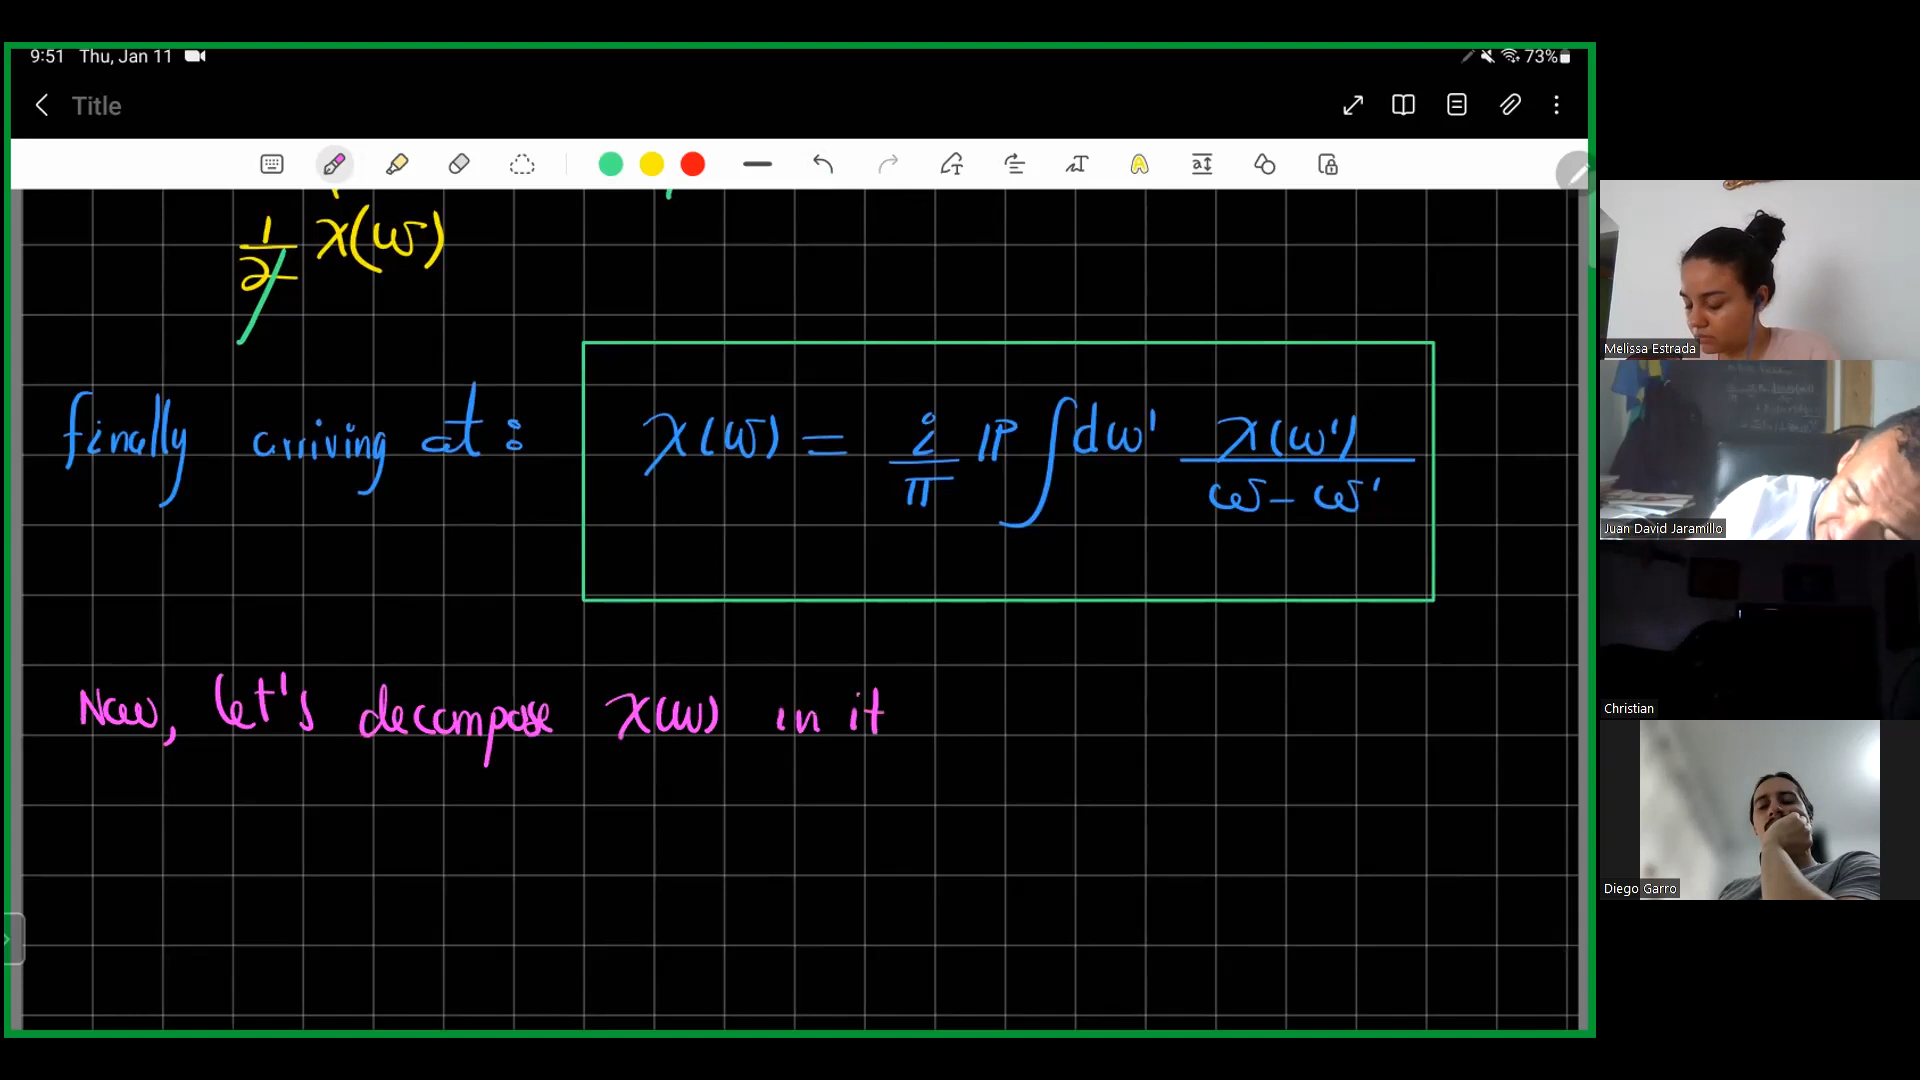 9:51 Thu, Jan 11 73%
Title
1/2 χ(ω)
finally arriving at: χ(ω) = i/π ℙ ∫ dω' χ(ω')/(ω - ω')
Now, let's decompose χ(ω) in it
Melissa Estrada
Juan David Jaramillo
Christian
Diego Garro